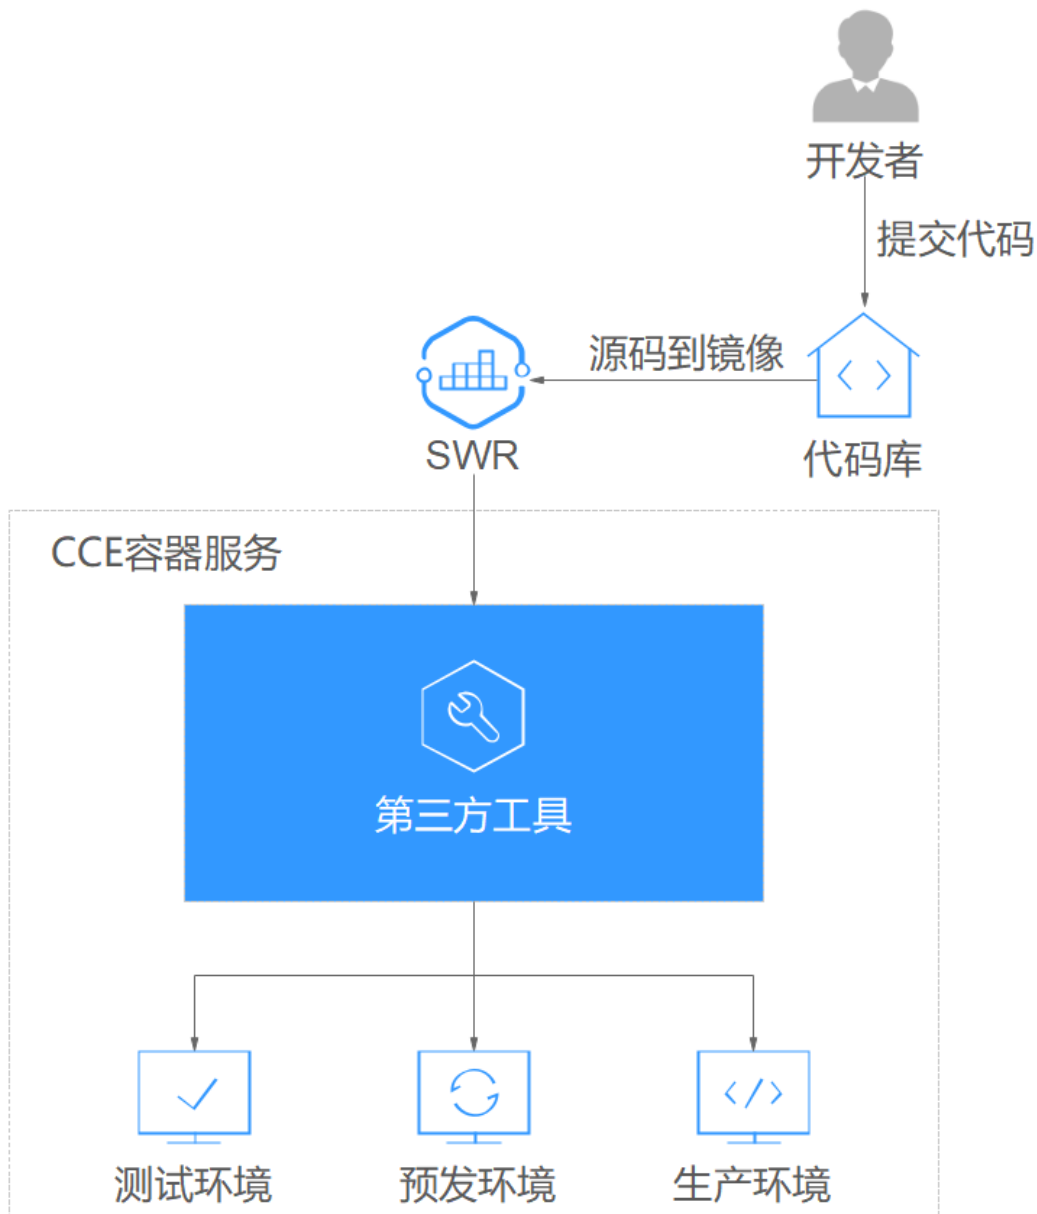 开发者
提交代码
源码到镜像
SWR
代码库
CCE容器服务
第三方工具
测试环境
预发环境
生产环境